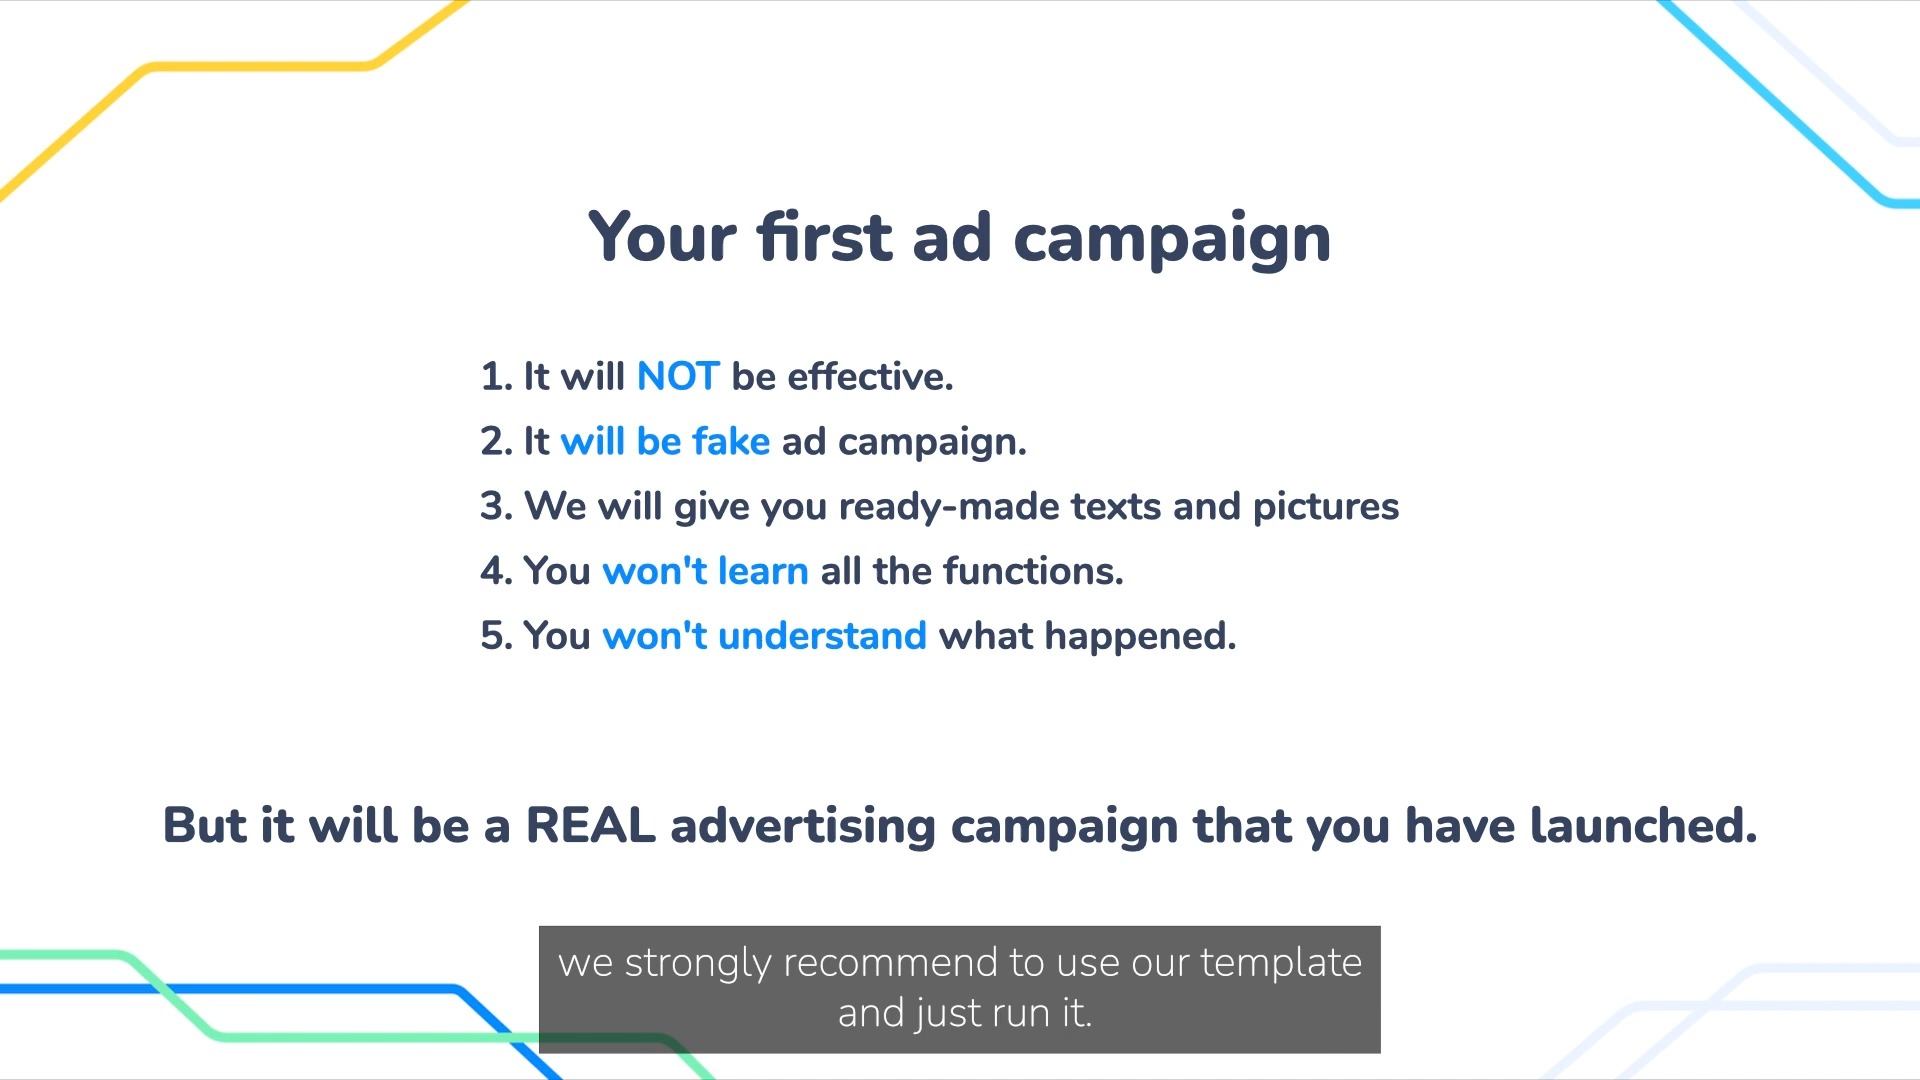 Your first ad campaign
1. It will NOT be effective.
2. It will be fake ad campaign.
3. We will give you ready-made texts and pictures
4. You won't learn all the functions.
5. You won't understand what happened.
But it will be a REAL advertising campaign that you have launched.
we strongly recommend to use our template
and just run it.